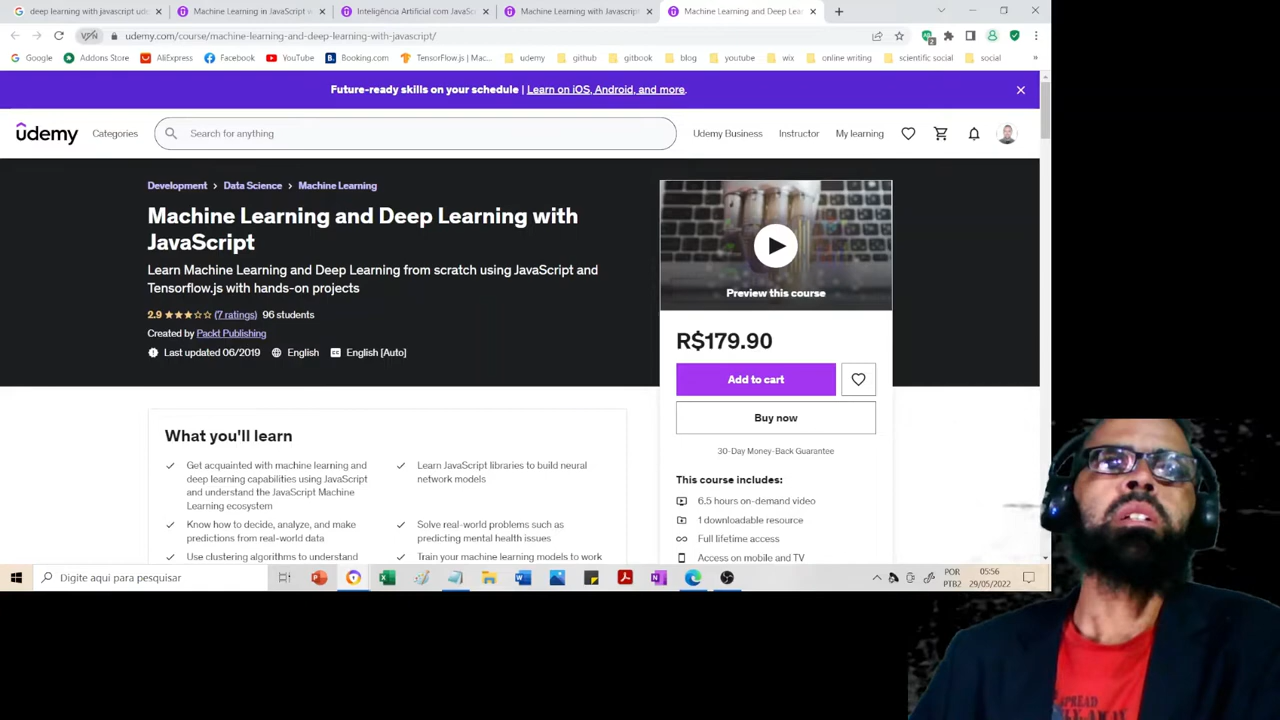 deep learning with javascript ud
Machine Learning in JavaScript w
Inteligência Artificial com JavaSc
Machine Learning with Javascript
Machine Learning and Deep Lea
udemy.com/course/machine-learning-and-deep-learning-with-javascript/
Google
Addons Store
AliExpress
Facebook
YouTube
Booking.com
TensorFlow.js | Mac...
udemy
github
gitbook
blog
youtube
wix
online writing
scientific social
social
Future-ready skills on your schedule | Learn on iOS, Android, and more.
ûdemy
Categories
Search for anything
Udemy Business
Instructor
My learning
Development > Data Science > Machine Learning
Machine Learning and Deep Learning with
JavaScript
Learn Machine Learning and Deep Learning from scratch using JavaScript and
Tensorflow.js with hands-on projects
2.9 (7 ratings) 96 students
Created by Packt Publishing
Last updated 06/2019 English English [Auto]
Preview this course
R$179.90
Add to cart
Buy now
30-Day Money-Back Guarantee
This course includes:
6.5 hours on-demand video
1 downloadable resource
Full lifetime access
Access on mobile and TV
What you'll learn
Get acquainted with machine learning and
deep learning capabilities using JavaScript
and understand the JavaScript Machine
Learning ecosystem
Learn JavaScript libraries to build neural
network models
Know how to decide, analyze, and make
predictions from real-world data
Solve real-world problems such as
predicting mental health issues
Use clustering algorithms to understand
Train your machine learning models to work
Digite aqui para pesquisar
POR
PTB2
05:56
29/05/2022
SPREAD